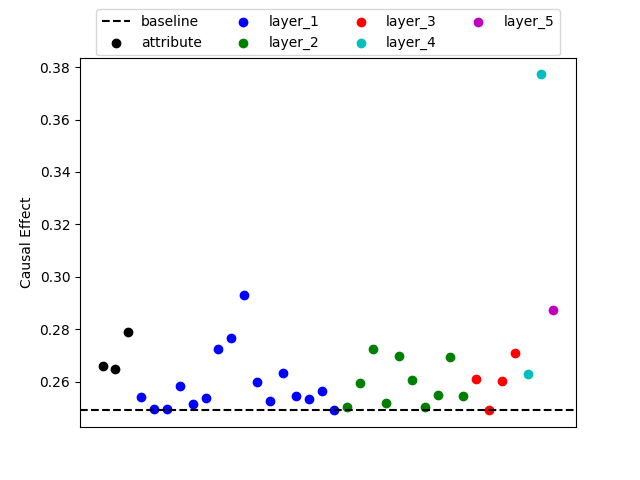 baseline
attribute
layer_1
layer_2
layer_3
layer_4
layer_5
0.38
0.36
0.34
0.32
0.30
0.28
0.26
Causal Effect